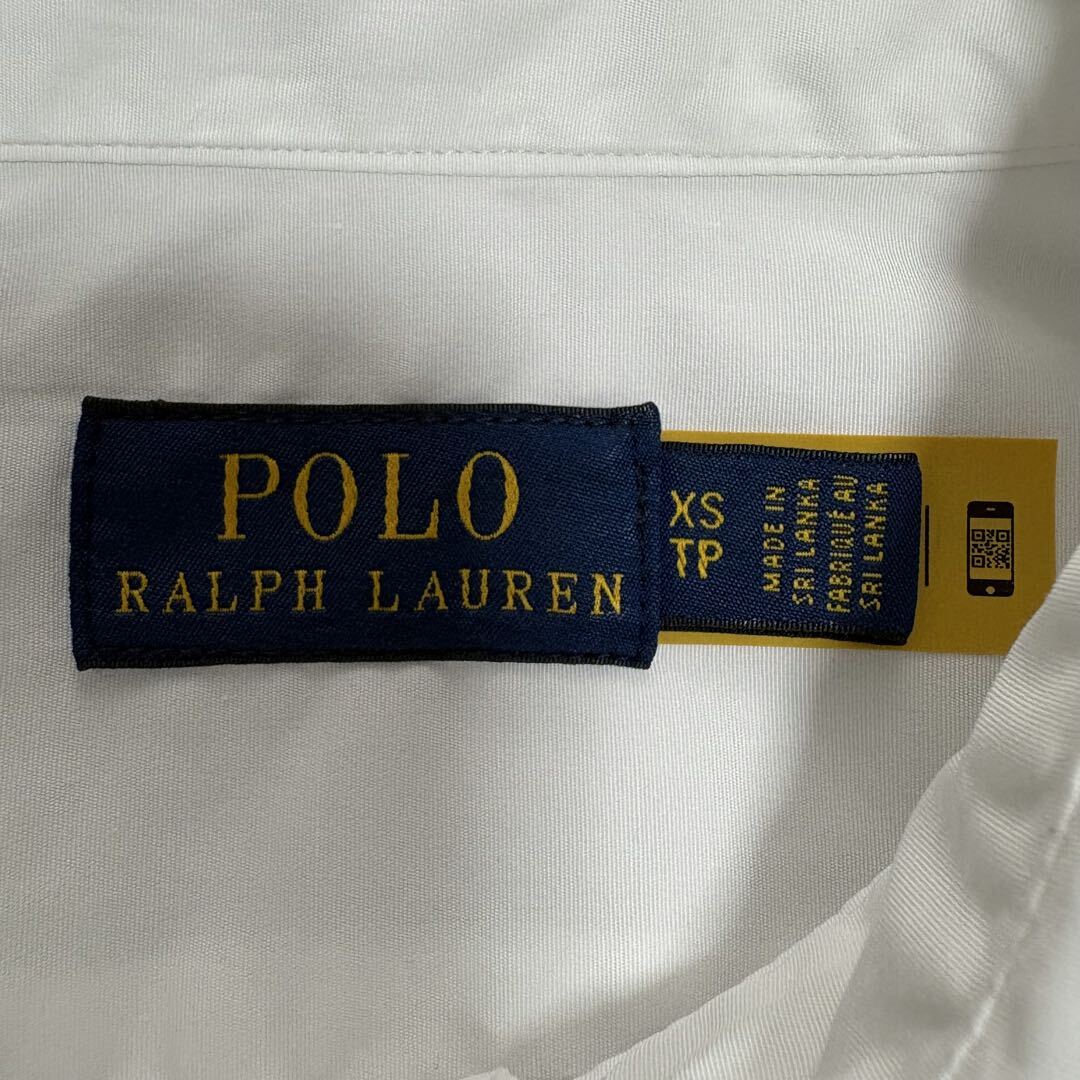 POLO
RALPH LAUREN
XS
TP
MADE IN
SRI LANKA
FABRIQUÉ AU
SRI LANKA